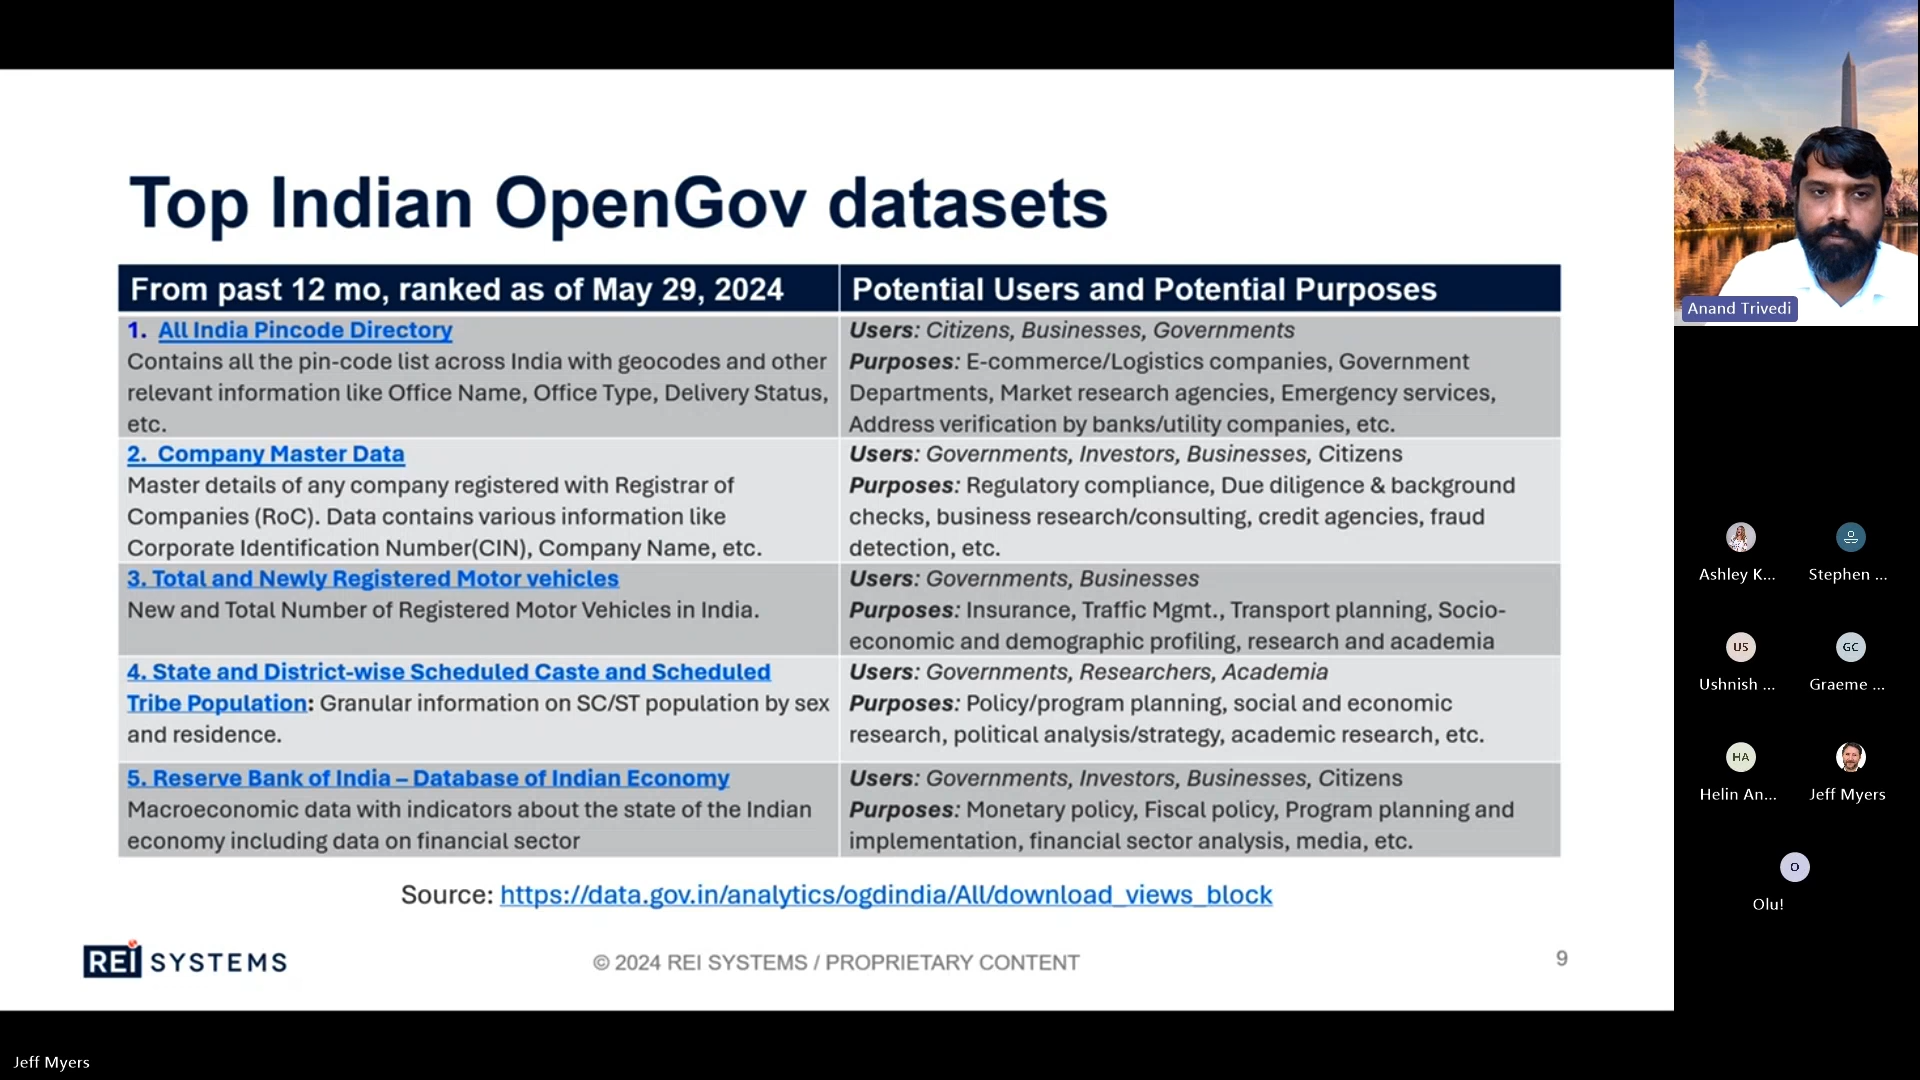 Top Indian OpenGov datasets
From past 12 mo, ranked as of May 29, 2024
Potential Users and Potential Purposes
1. All India Pincode Directory
Contains all the pin-code list across India with geocodes and other
relevant information like Office Name, Office Type, Delivery Status,
etc.
Users: Citizens, Businesses, Governments
Purposes: E-commerce/Logistics companies, Government
Departments, Market research agencies, Emergency services,
Address verification by banks/utility companies, etc.
2. Company Master Data
Master details of any company registered with Registrar of
Companies (RoC). Data contains various information like
Corporate Identification Number(CIN), Company Name, etc.
Users: Governments, Investors, Businesses, Citizens
Purposes: Regulatory compliance, Due diligence & background
checks, business research/consulting, credit agencies, fraud
detection, etc.
3. Total and Newly Registered Motor vehicles
New and Total Number of Registered Motor Vehicles in India.
Users: Governments, Businesses
Purposes: Insurance, Traffic Mgmt., Transport planning, Socio-
economic and demographic profiling, research and academia
4. State and District-wise Scheduled Caste and Scheduled
Tribe Population: Granular information on SC/ST population by sex
and residence.
Users: Governments, Researchers, Academia
Purposes: Policy/program planning, social and economic
research, political analysis/strategy, academic research, etc.
5. Reserve Bank of India – Database of Indian Economy
Macroeconomic data with indicators about the state of the Indian
economy including data on financial sector
Users: Governments, Investors, Businesses, Citizens
Purposes: Monetary policy, Fiscal policy, Program planning and
implementation, financial sector analysis, media, etc.
Source: https://data.gov.in/analytics/ogdindia/All/download_views_block
REI SYSTEMS
© 2024 REI SYSTEMS / PROPRIETARY CONTENT
9
Anand Trivedi
Ashley K...
Stephen ...
US
GC
Ushnish ...
Graeme ...
HA
Helin An...
Jeff Myers
O
Olu!
Jeff Myers